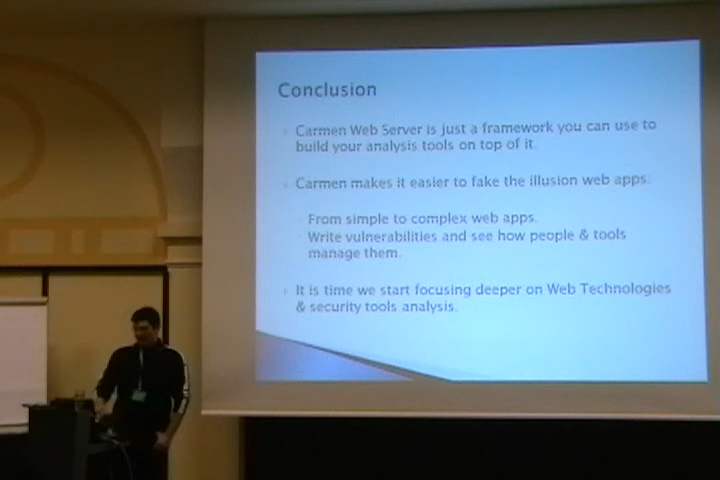 Conclusion
Carmen Web Server is just a framework you can use to
build your analysis tools on top of it.
Carmen makes it easier to fake the illusion web apps.
From simple to complex web apps.
Write vulnerabilities and see how people & tools
manage them.
It is time we start focusing deeper on Web Technologies
& security tools analysis.